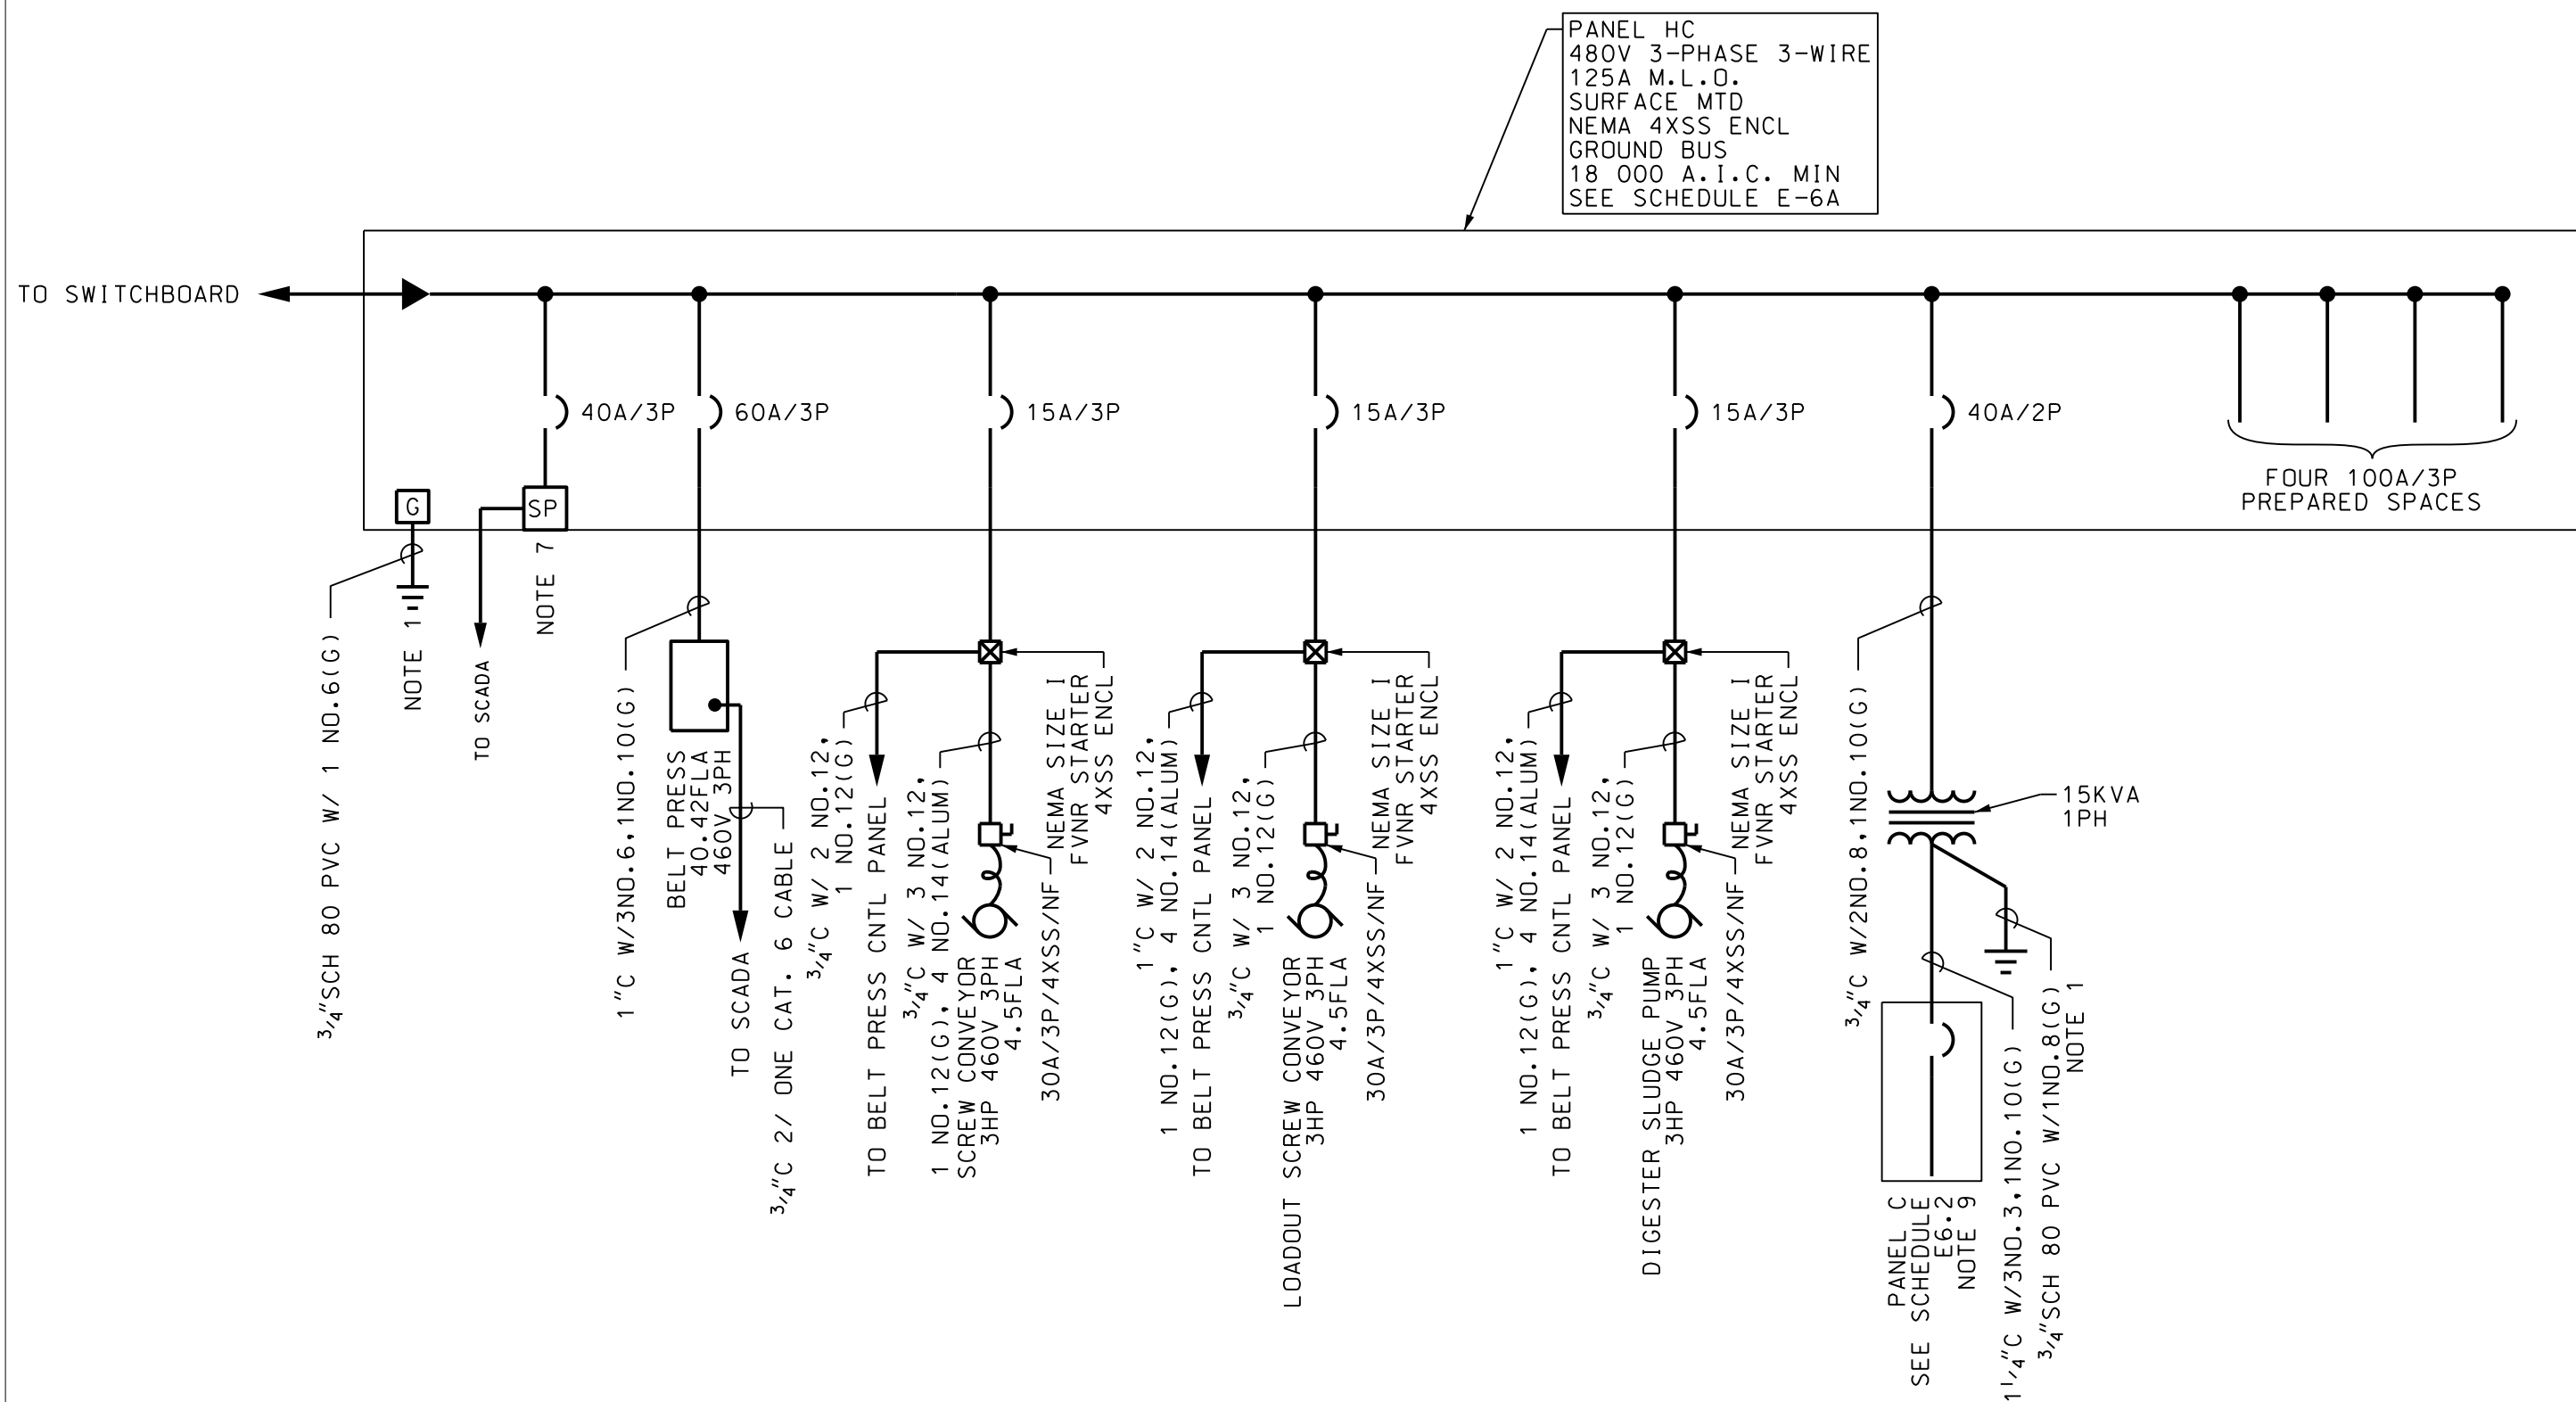 PANEL HC
480V 3-PHASE 3-WIRE
125A M.L.O.
SURFACE MTD
NEMA 4XSS ENCL
GROUND BUS
18 000 A.I.C. MIN
SEE SCHEDULE E-6A
TO SWITCHBOARD
40A/3P
60A/3P
15A/3P
15A/3P
15A/3P
40A/2P
FOUR 100A/3P
PREPARED SPACES
G
SP
3/4"SCH 80 PVC W/ 1 NO.6(G)
NOTE 1
TO SCADA
NOTE 7
1"C W/3NO.6,1NO.10(G)
BELT PRESS
40.42FLA
460V 3PH
TO SCADA
3/4"C 2/ ONE CAT. 6 CABLE
3/4"C W/ 2 NO.12,
1 NO.12(G)
TO BELT PRESS CNTL PANEL
3/4"C W/ 3 NO.12,
1 NO.12(G), 4 NO.14(ALUM)
SCREW CONVEYOR
3HP 460V 3PH
4.5FLA
30A/3P/4XSS/NF
NEMA SIZE I
FVNR STARTER
4XSS ENCL
1"C W/ 2 NO.12,
1 NO.12(G), 4 NO.14(ALUM)
TO BELT PRESS CNTL PANEL
3/4"C W/ 3 NO.12,
1 NO.12(G)
LOADOUT SCREW CONVEYOR
3HP 460V 3PH
4.5FLA
30A/3P/4XSS/NF
NEMA SIZE I
FVNR STARTER
4XSS ENCL
1"C W/ 2 NO.12,
1 NO.12(G), 4 NO.14(ALUM)
TO BELT PRESS CNTL PANEL
3/4"C W/ 3 NO.12,
1 NO.12(G)
DIGESTER SLUDGE PUMP
3HP 460V 3PH
4.5FLA
30A/3P/4XSS/NF
NEMA SIZE I
FVNR STARTER
4XSS ENCL
3/4"C W/2NO.8,1NO.10(G)
15KVA
1PH
PANEL C
SEE SCHEDULE
E6.2
NOTE 9
1 1/4"C W/3NO.3,1NO.10(G)
3/4"SCH 80 PVC W/1NO.8(G)
NOTE 1